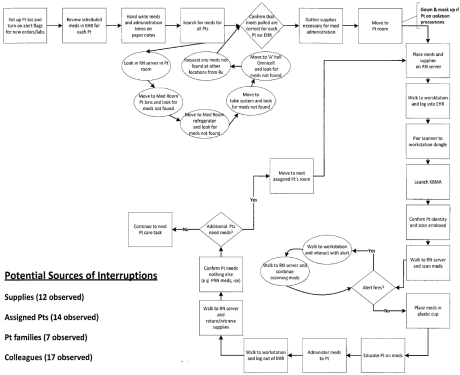 Set up Pt list and
turn on alert flags
for new orders/labs
Review scheduled
meds in EHR for
each Pt
Hand write meds
and administration
times on
paper notes
Search for meds for
all Pts
Confirm that
meds pulled are
correct for each
Pt via EHR
Gather supplies
necessary for med
administration
Move to
Pt room
Gown & mask up if
Pt on isolation
precautions
Look in RN server in Pt
room
Move to Med Room
Pt bins and look for
meds not found
Move to Med Room
refrigerator and look
for meds not found
Move to
tube system and look
for meds not found
Move to 'A' hall
Omnicell and look
for meds not found
Request any meds not
found at other
locations from Rx
Place meds and
supplies
on RN server
Walk to workstation
and log into EHR
Pair scanner to
workstation dongle
Launch KBMA
Confirm Pt identity
and scan armband
Walk to RN server
and scan meds
Alert fires?
Yes
No
Walk to workstation
and interact with alert
Walk to RN server and
continue
scanning meds
Place meds in
plastic cup
Educate Pt on meds
Administer meds
to Pt
Walk to workstation
and log out of EHR
Walk to RN server
and
return/retrieve
supplies
Confirm Pt needs
nothing else
(e.g. PRN meds, ice)
Additional Pts
need meds?
No
Yes
Continue to next
Pt care task
Move to next
assigned Pt's room
Potential Sources of Interruptions
Supplies (12 observed)
Assigned Pts (14 observed)
Pt families (7 observed)
Colleagues (17 observed)